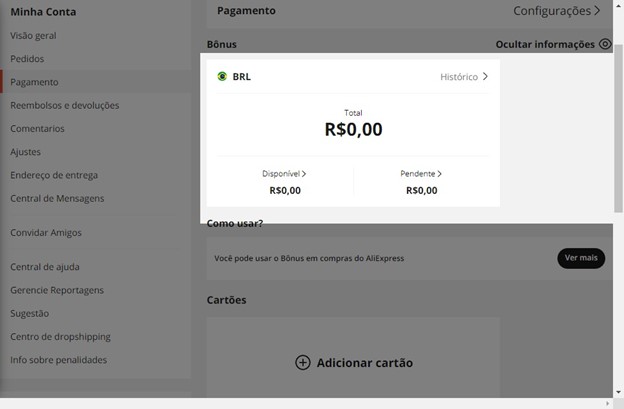 Minha Conta
Visão geral
Pedidos
Pagamento
Reembolsos e devoluções
Comentarios
Ajustes
Endereço de entrega
Central de Mensagens
Convidar Amigos
Central de ajuda
Gerencie Reportagens
Sugestão
Centro de dropshipping
Info sobre penalidades
Pagamento
Configurações
Bônus
Ocultar informações
BRL
Histórico
Total
R$0,00
Disponível
R$0,00
Pendente
R$0,00
Como usar?
Você pode usar o Bônus em compras do AliExpress
Ver mais
Cartões
Adicionar cartão